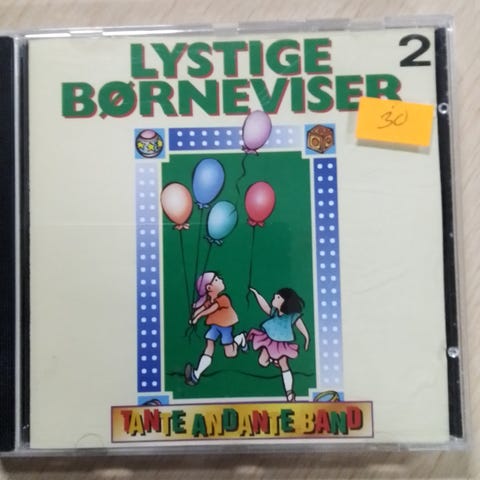 LYSTIGE
2
BØRNEVISER
30
TANTE ANDANTE BAND